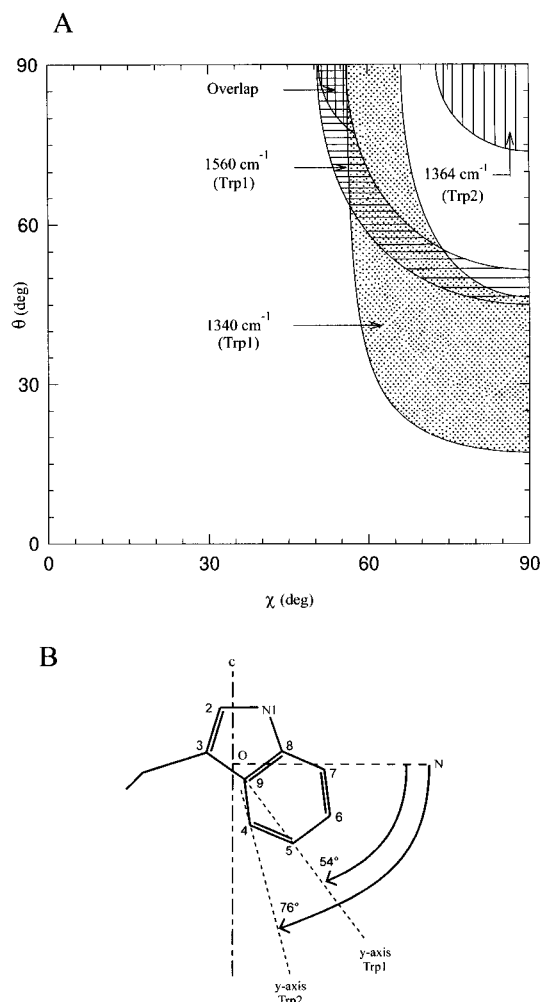 A
90
60
30
0
θ (deg)
Overlap
1560 cm-1
(Trp1)
1340 cm-1
(Trp1)
1364 cm-1
(Trp2)
0
30
60
90
χ (deg)
B
c
2
N1
3
O
8
7
N
9
4
6
5
54°
76°
y-axis
Trp1
y-axis
Trp2